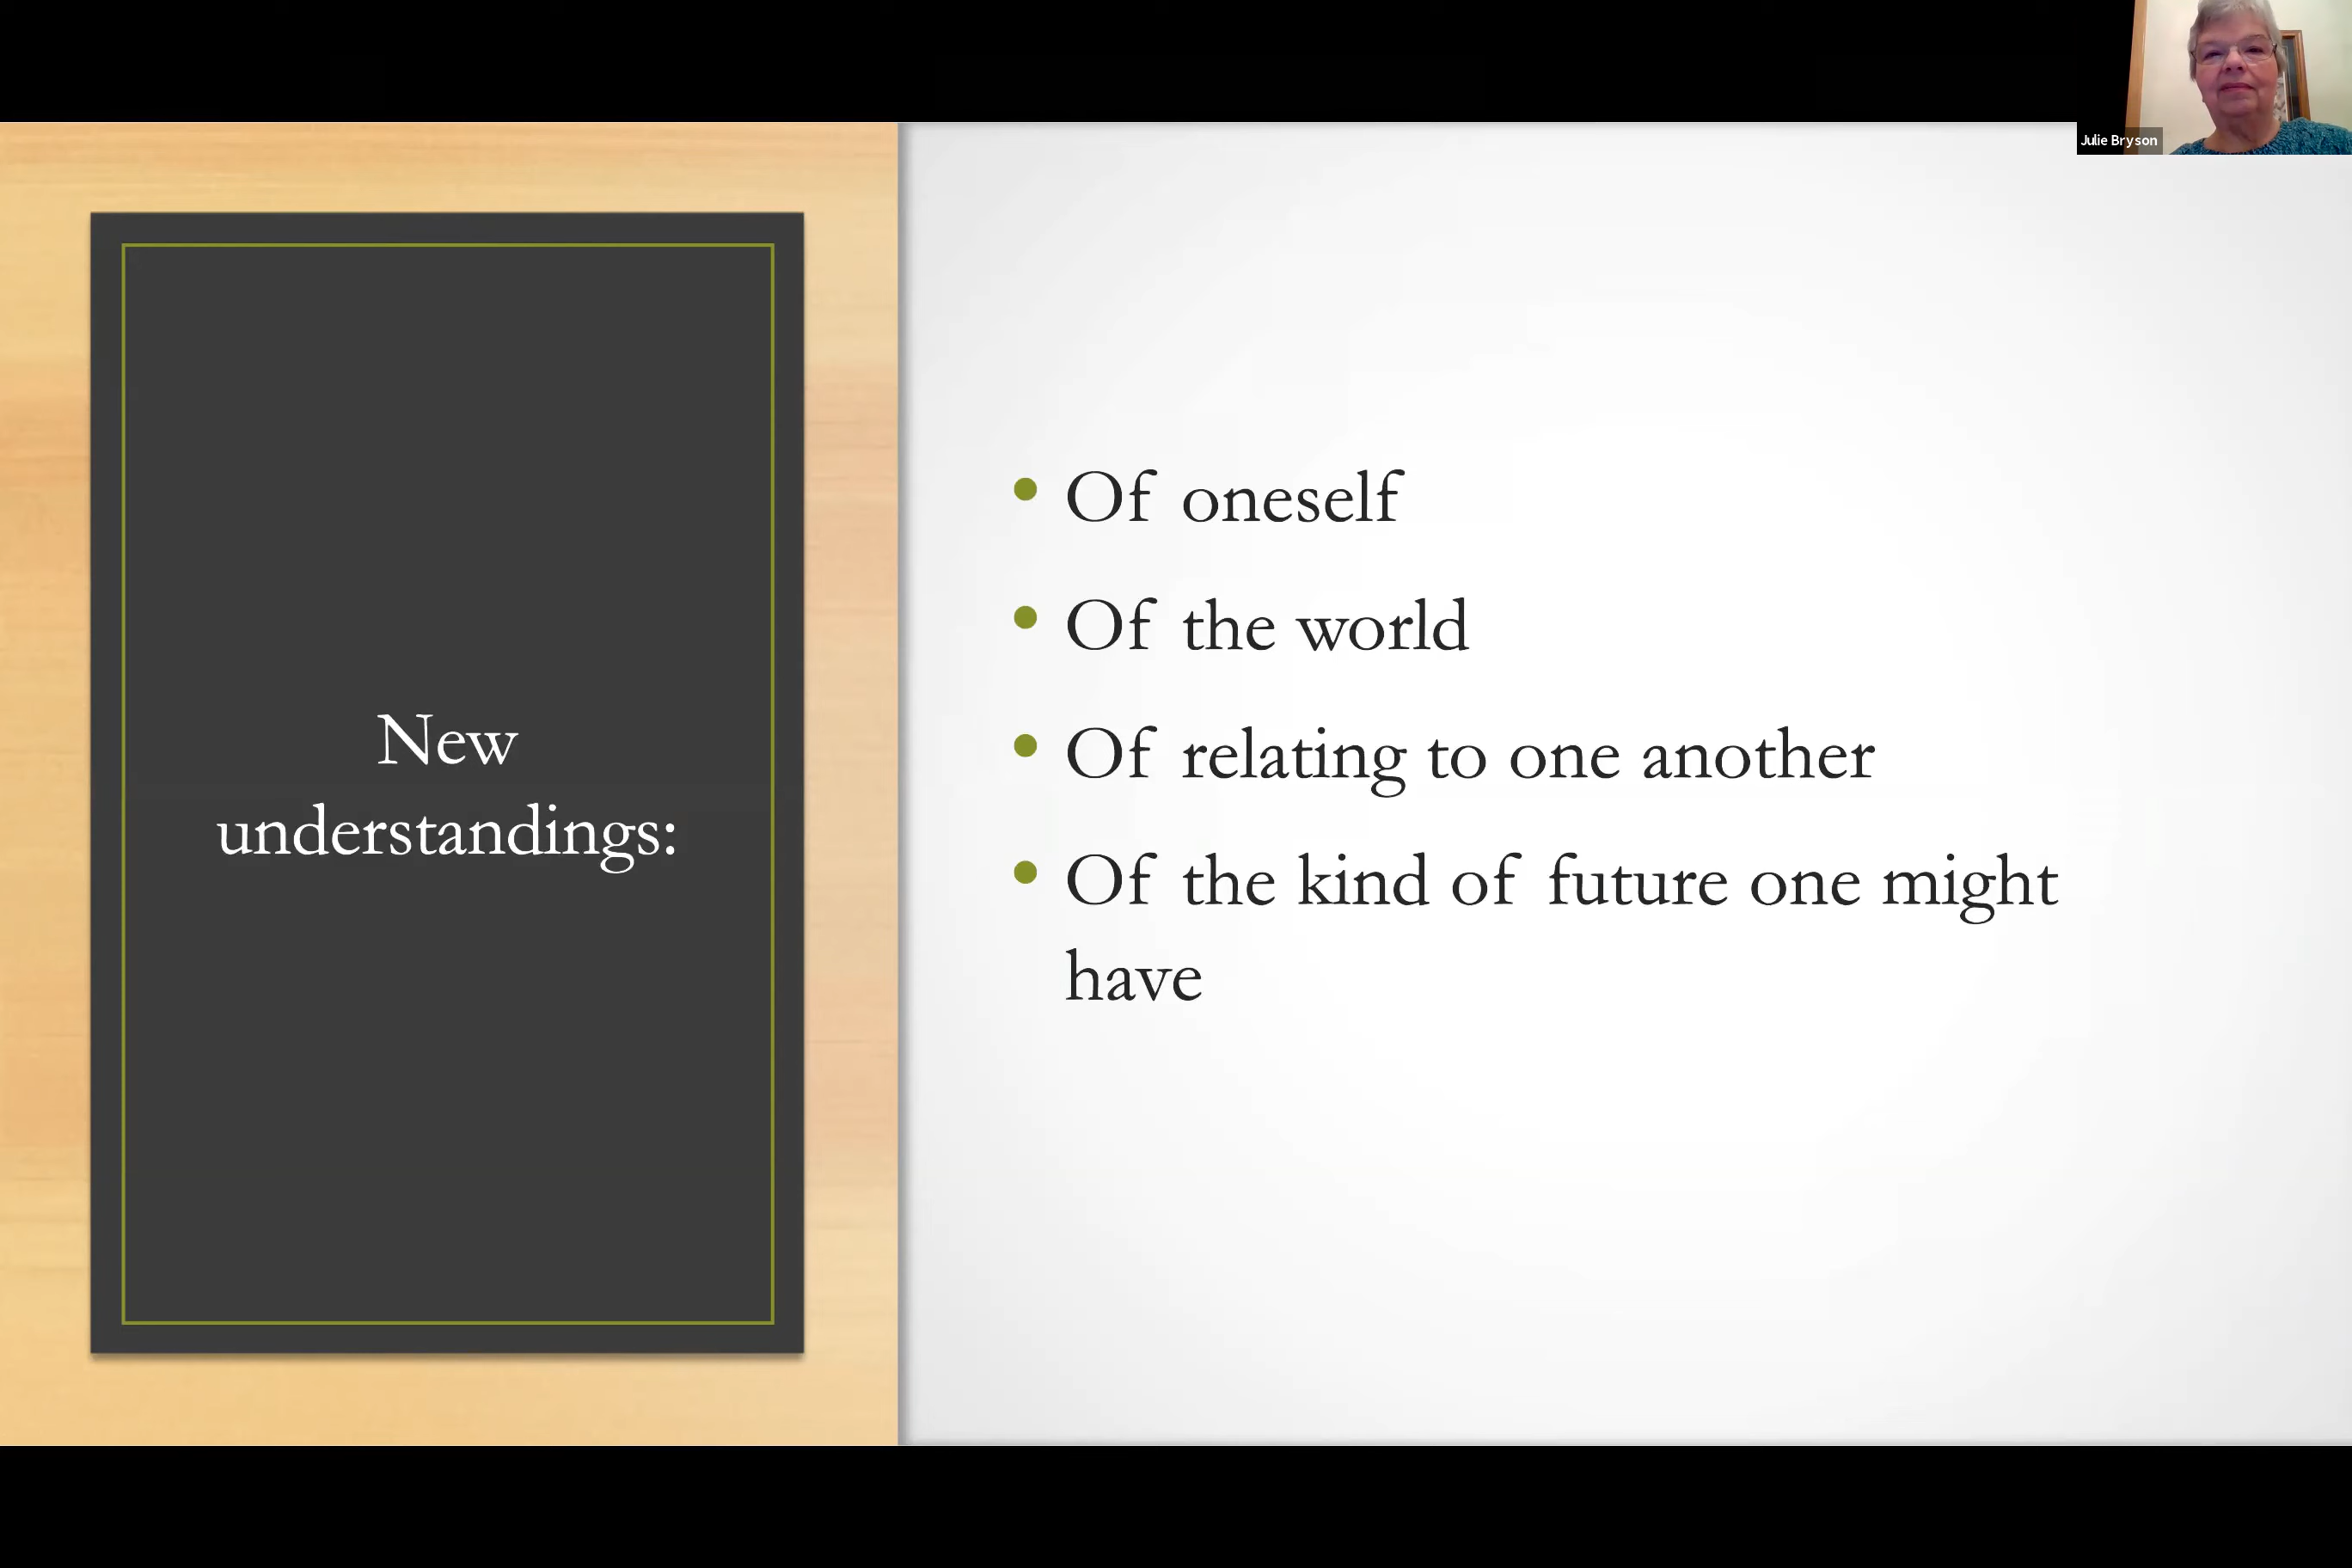 Julie Bryson
New
understandings:
Of oneself
Of the world
Of relating to one another
Of the kind of future one might
have